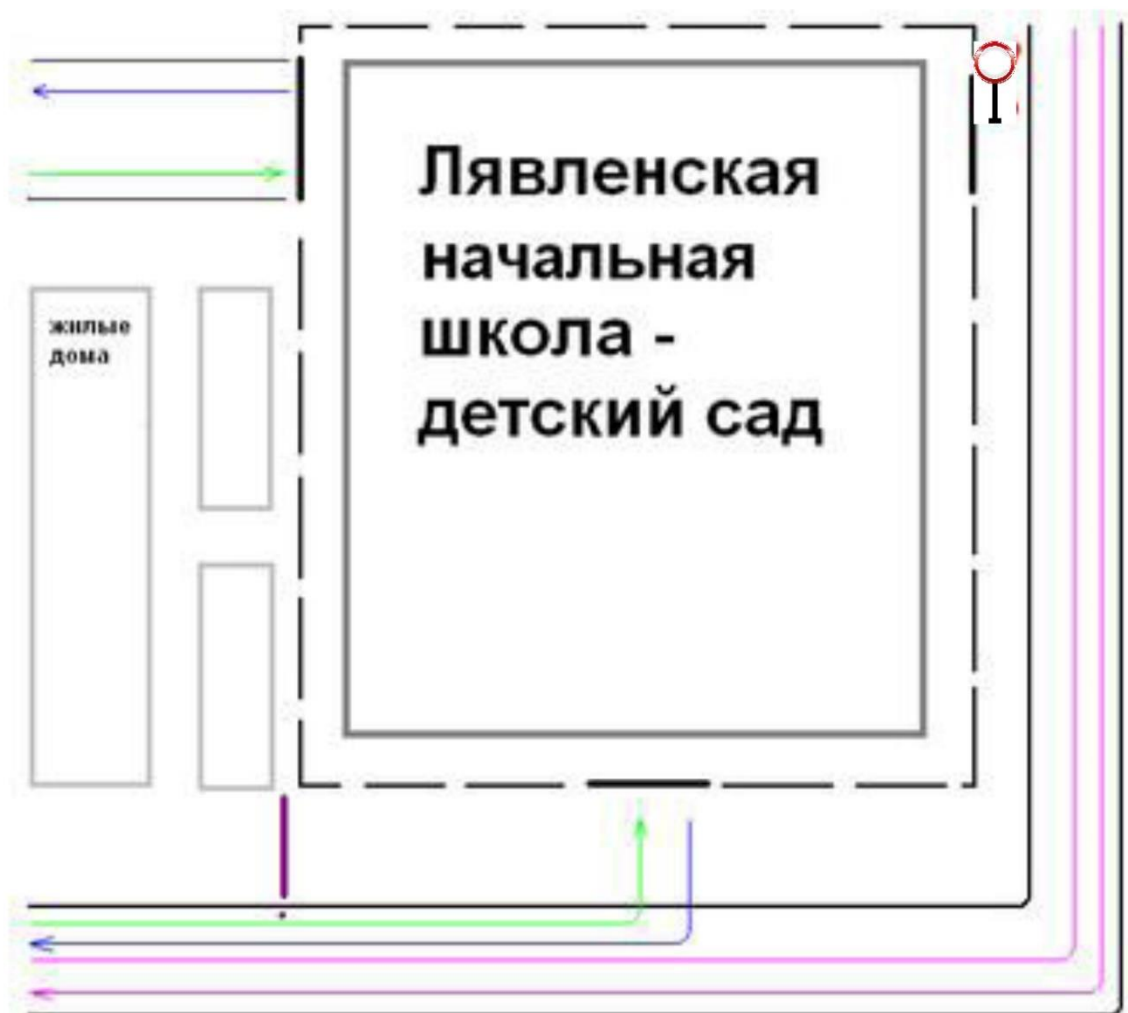 Лявленская
начальная
школа -
детский сад
жилые
дома